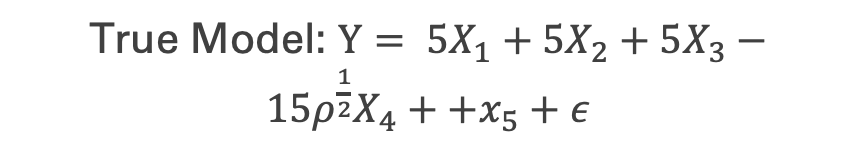 True Model: Y = 5X₁ + 5X₂ + 5X₃ −
15ρ^{1/2}X₄ + +x₅ + ϵ